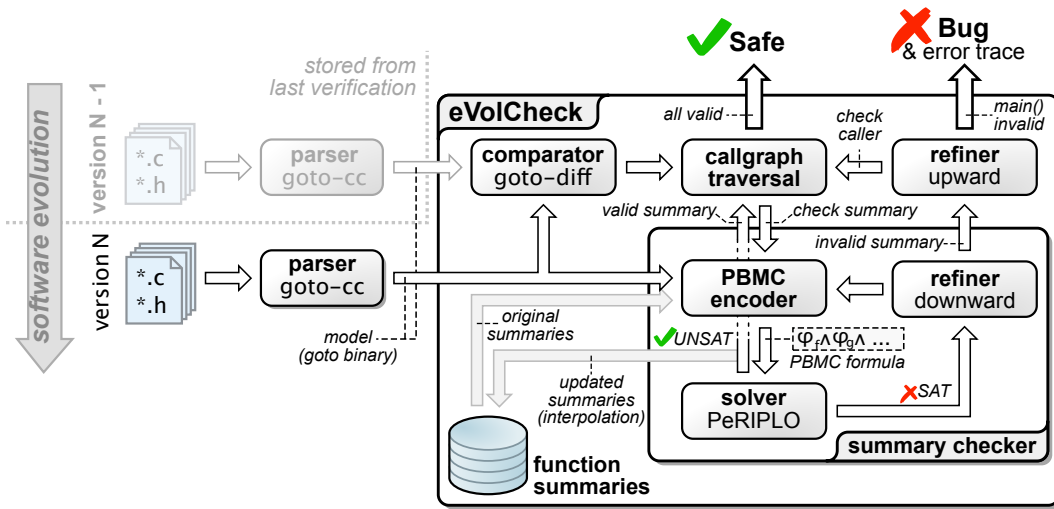 Safe
Bug
& error trace
stored from
last verification
eVolCheck
all valid
check
caller
main()
invalid
software evolution
version N - 1
*.c
*.h
parser
goto-cc
comparator
goto-diff
callgraph
traversal
refiner
upward
valid summary
check summary
invalid summary
version N
*.c
*.h
parser
goto-cc
PBMC
encoder
refiner
downward
model
(goto binary)
original
summaries
UNSAT
φf∧φg∧ ...
PBMC formula
updated
summaries
(interpolation)
solver
PeRIPLO
SAT
summary checker
function
summaries